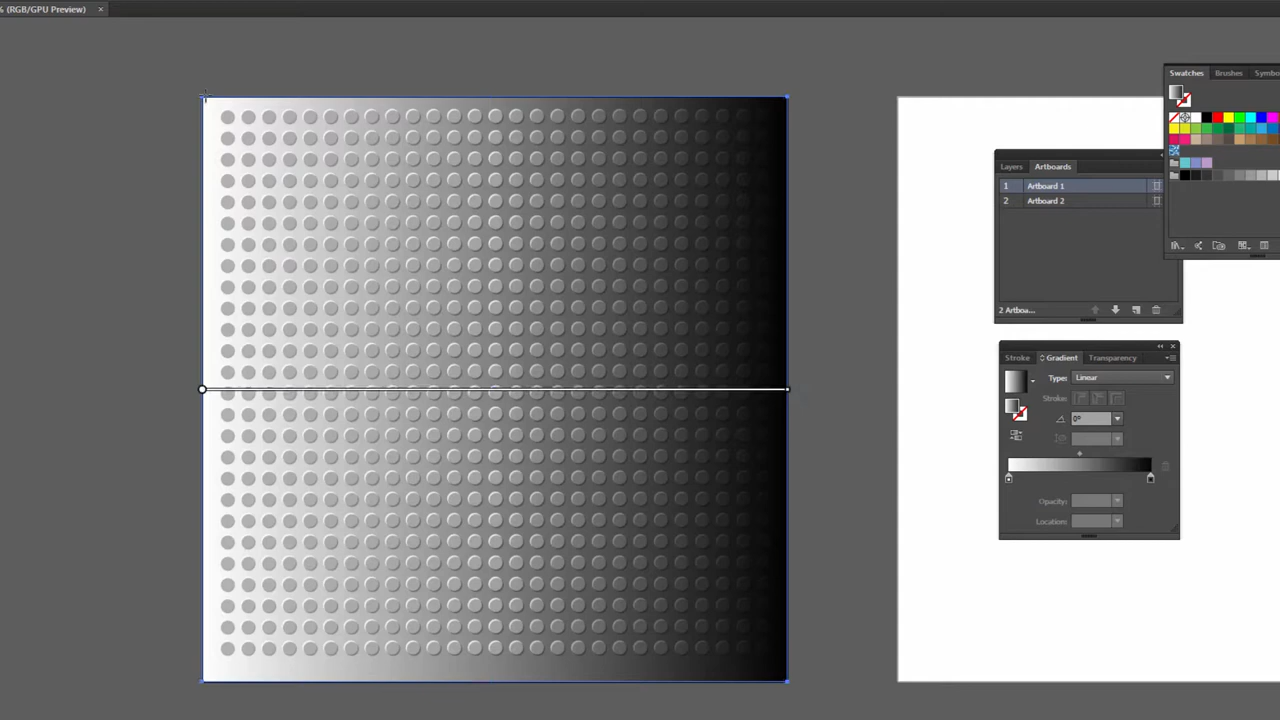 % (RGB/GPU Preview) ×
Swatches Brushes Symbo
Layers Artboards
1 Artboard 1
2 Artboard 2
2 Artboa...
Stroke Gradient Transparency
Type: Linear
Stroke:
0°
Opacity:
Location: